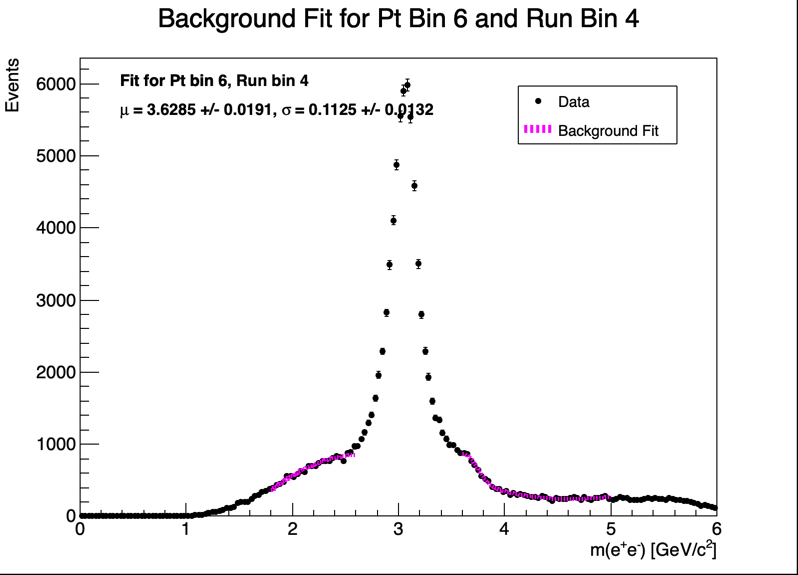 Background Fit for Pt Bin 6 and Run Bin 4
Events
Fit for Pt bin 6, Run bin 4
μ = 3.6285 +/- 0.0191, σ = 0.1125 +/- 0.0132
Data
Background Fit
6000
5000
4000
3000
2000
1000
0
0 1 2 3 4 5 6
m(e⁺e⁻) [GeV/c²]